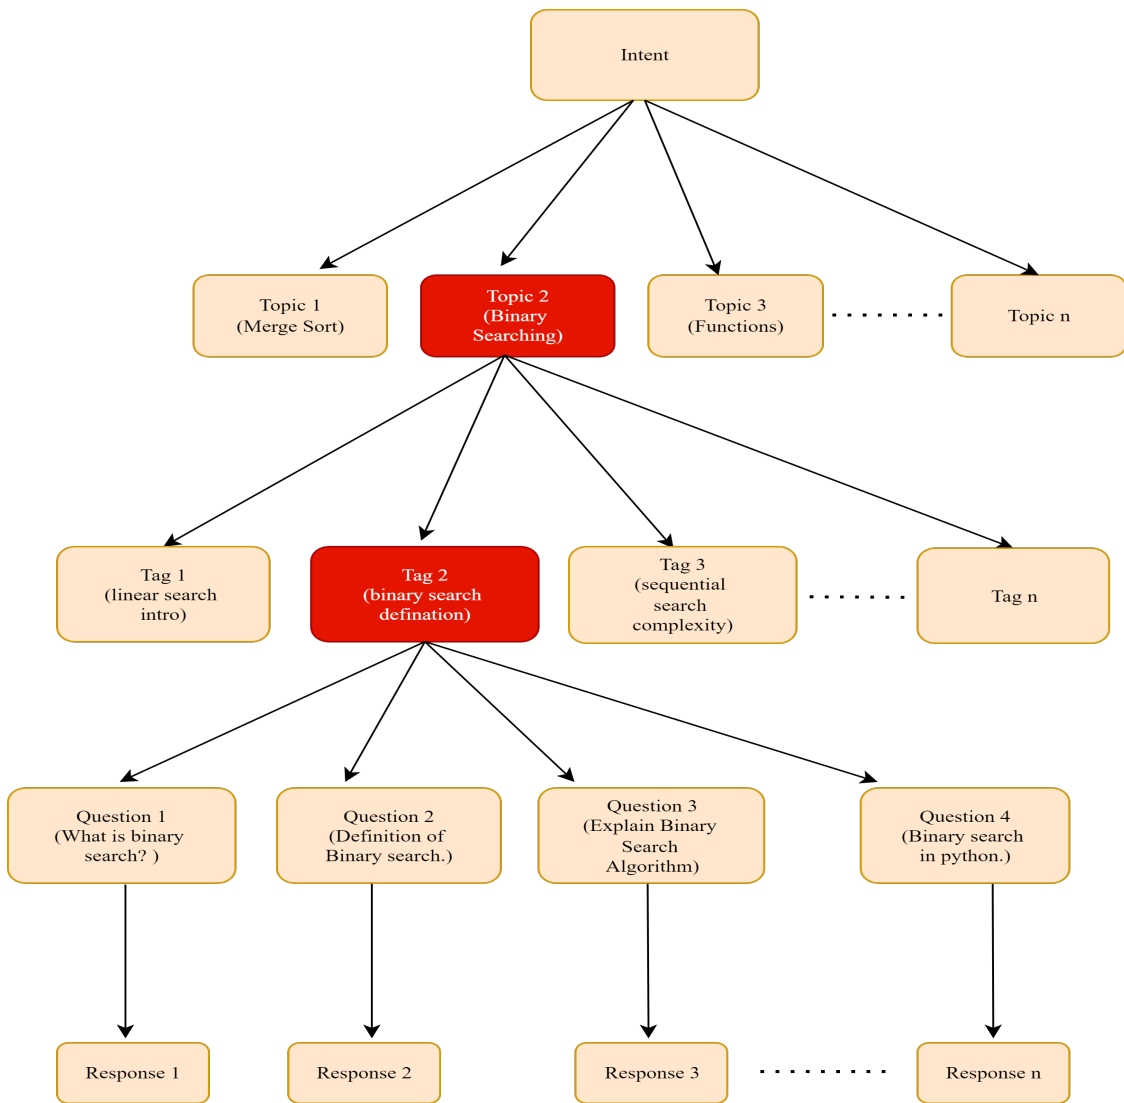 Intent
Topic 1
(Merge Sort)
Topic 2
(Binary
Searching)
Topic 3
(Functions)
Topic n
Tag 1
(linear search
intro)
Tag 2
(binary search
defination)
Tag 3
(sequential
search
complexity)
Tag n
Question 1
(What is binary
search? )
Question 2
(Definition of
Binary search.)
Question 3
(Explain Binary
Search
Algorithm)
Question 4
(Binary search
in python.)
Response 1
Response 2
Response 3
Response n